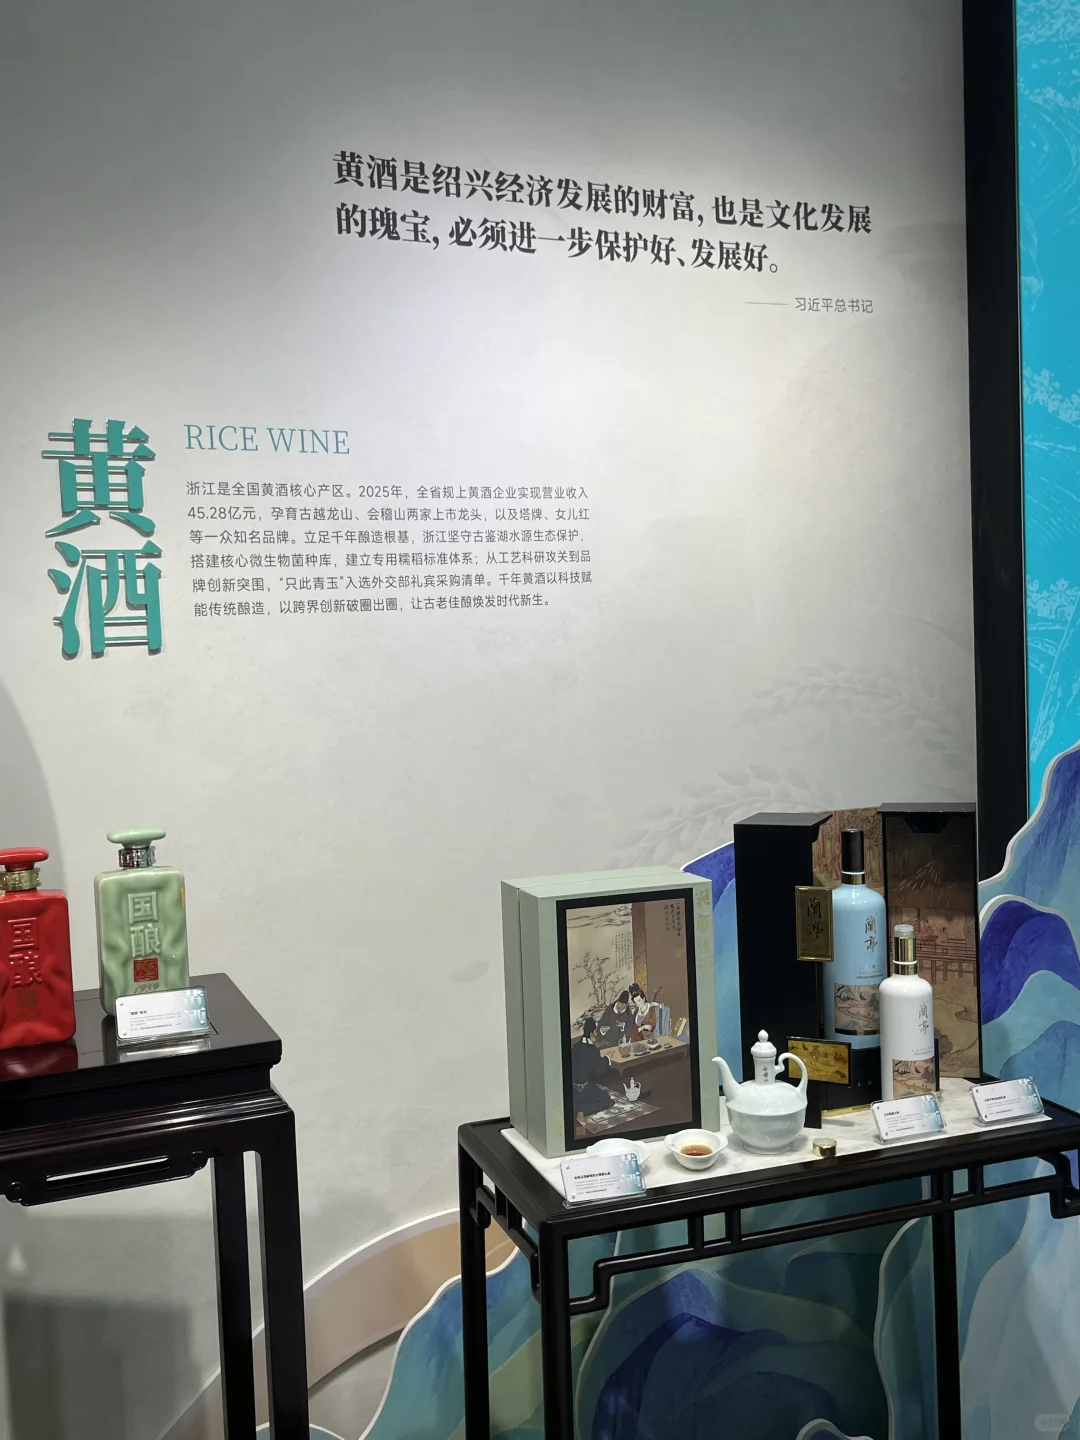 黄酒是绍兴经济发展的财富，也是文化发展
的瑰宝，必须进一步保护好、发展好。
—— 习近平总书记
黄酒
RICE WINE
浙江是全国黄酒核心产区。2025年，全省规上黄酒企业实现营业收入
45.28亿元，孕育古越龙山、会稽山两家上市龙头，以及塔牌、女儿红
等一众知名品牌。立足千年酿造根基，浙江坚守古鉴湖水源生态保护、
搭建核心微生物菌种库，建立专用糯稻标准体系；从工艺科研攻关到品
牌创新突围，“只此青玉”入选外交部礼宾采购清单。千年黄酒以科技赋
能传统酿造，以跨界创新破圈出圈，让古老佳酿焕发时代新生。
国酿
国酿
1959
蘭亭
蘭亭
蘭亭